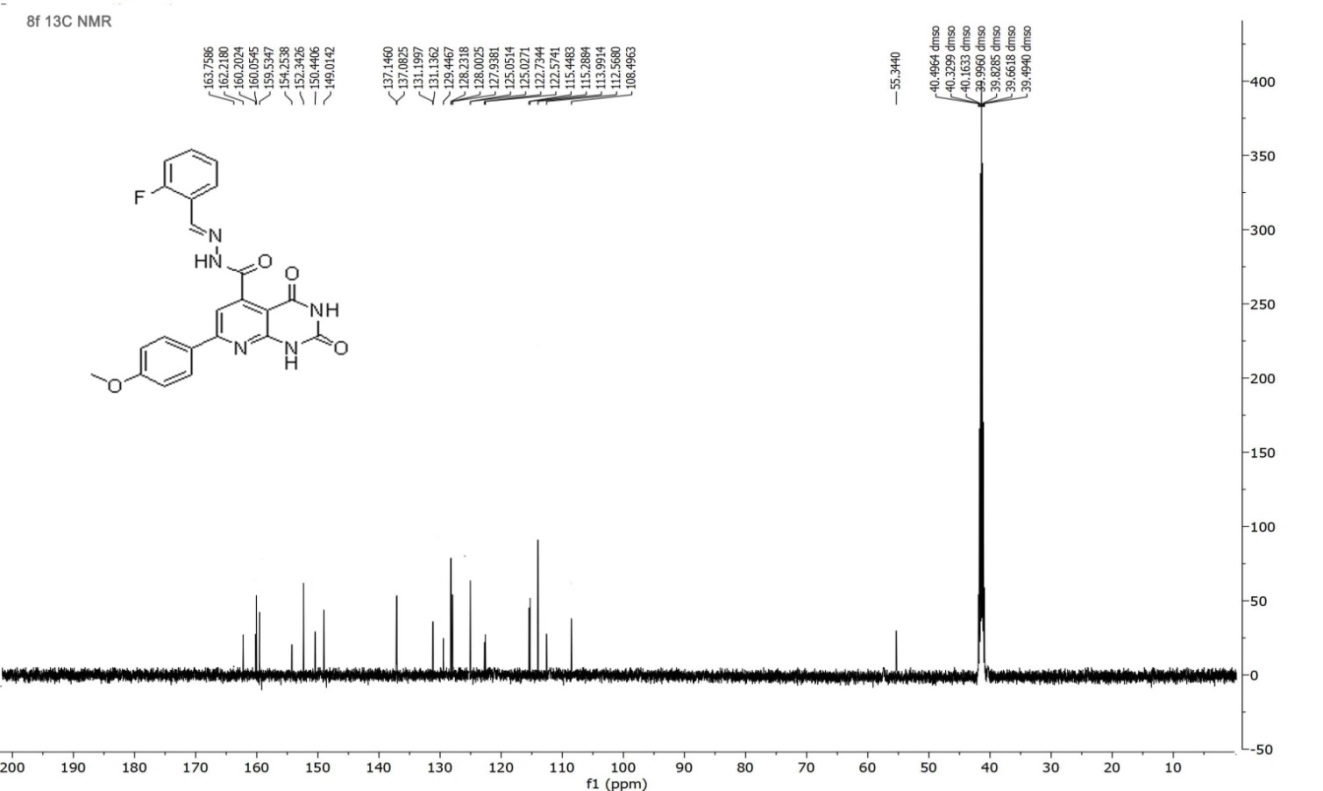 8f 13C NMR
163.7586
162.2180
160.2024
160.0545
159.5347
154.2538
152.3426
150.4406
149.0142
137.1460
137.0825
131.1997
131.1362
129.4467
128.2318
128.0025
127.9381
125.0514
125.0271
122.7344
122.5741
115.4483
115.2884
113.9914
112.5680
108.4963
55.3440
40.4964 dmso
40.3299 dmso
40.1633 dmso
39.9960 dmso
39.8285 dmso
39.6618 dmso
39.4940 dmso
F
N
HN
O
O
NH
N
N
H
O
O
400
350
300
250
200
150
100
50
0
-50
200 190 180 170 160 150 140 130 120 110 100 90 80 70 60 50 40 30 20 10
f1 (ppm)